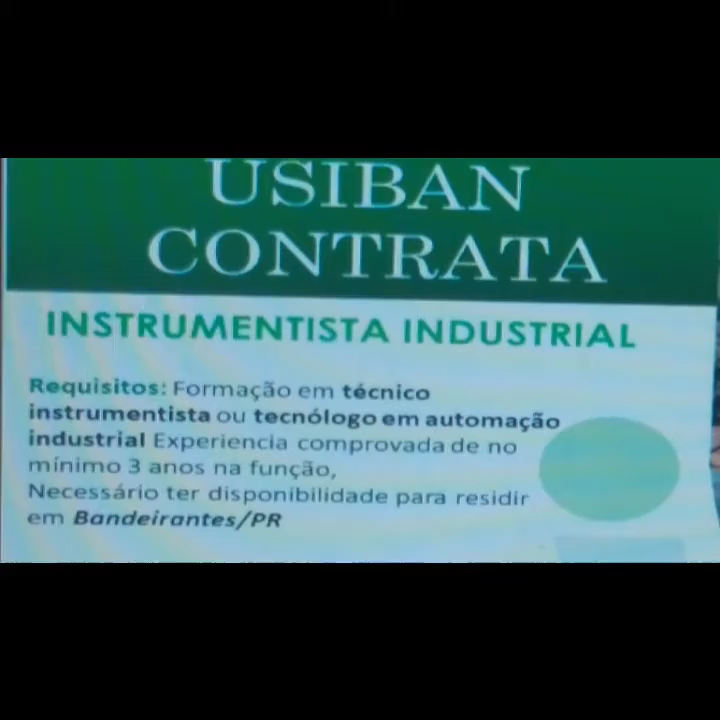 USIBAN
CONTRATA
INSTRUMENTISTA INDUSTRIAL
Requisitos: Formação em técnico
instrumentista ou tecnólogo em automação
industrial Experiencia comprovada de no
mínimo 3 anos na função,
Necessário ter disponibilidade para residir
em Bandeirantes/PR